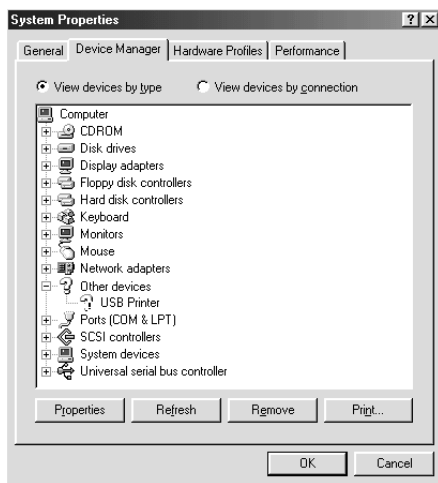 System Properties
General Device Manager Hardware Profiles Performance
View devices by type View devices by connection
Computer
CDROM
Disk drives
Display adapters
Floppy disk controllers
Hard disk controllers
Keyboard
Monitors
Mouse
Network adapters
Other devices
USB Printer
Ports (COM & LPT)
SCSI controllers
System devices
Universal serial bus controller
Properties Refresh Remove Print...
OK Cancel